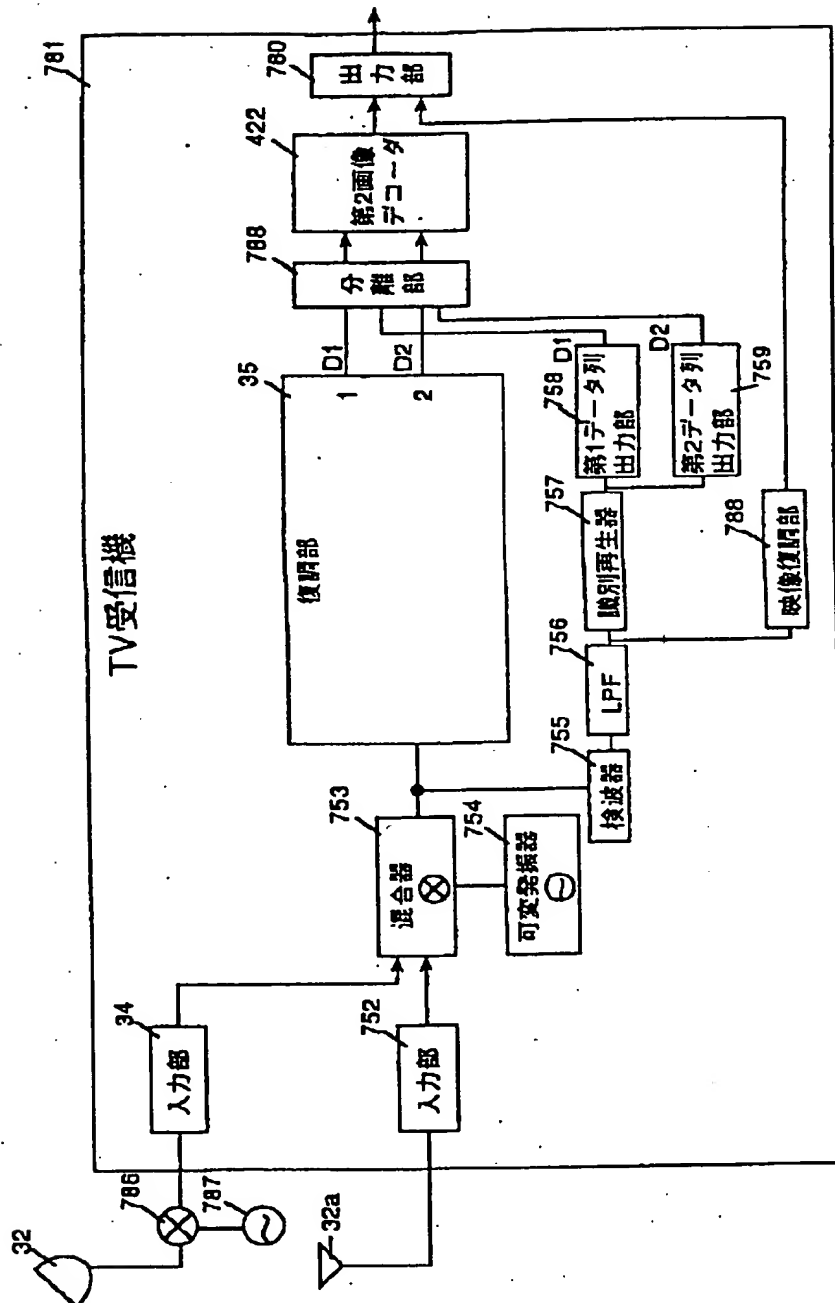 TV受信機
781
32
786
787
34
入力部
32a
752
入力部
753
混合器
754
可変発振器
35
復調部
1
2
D1
D2
788
分離部
422
第2画像
デコーダ
780
出力部
755
検波器
756
LPF
757
識別再生器
758
第1データ列
出力部
D1
759
第2データ列
出力部
D2
788
映像復調部